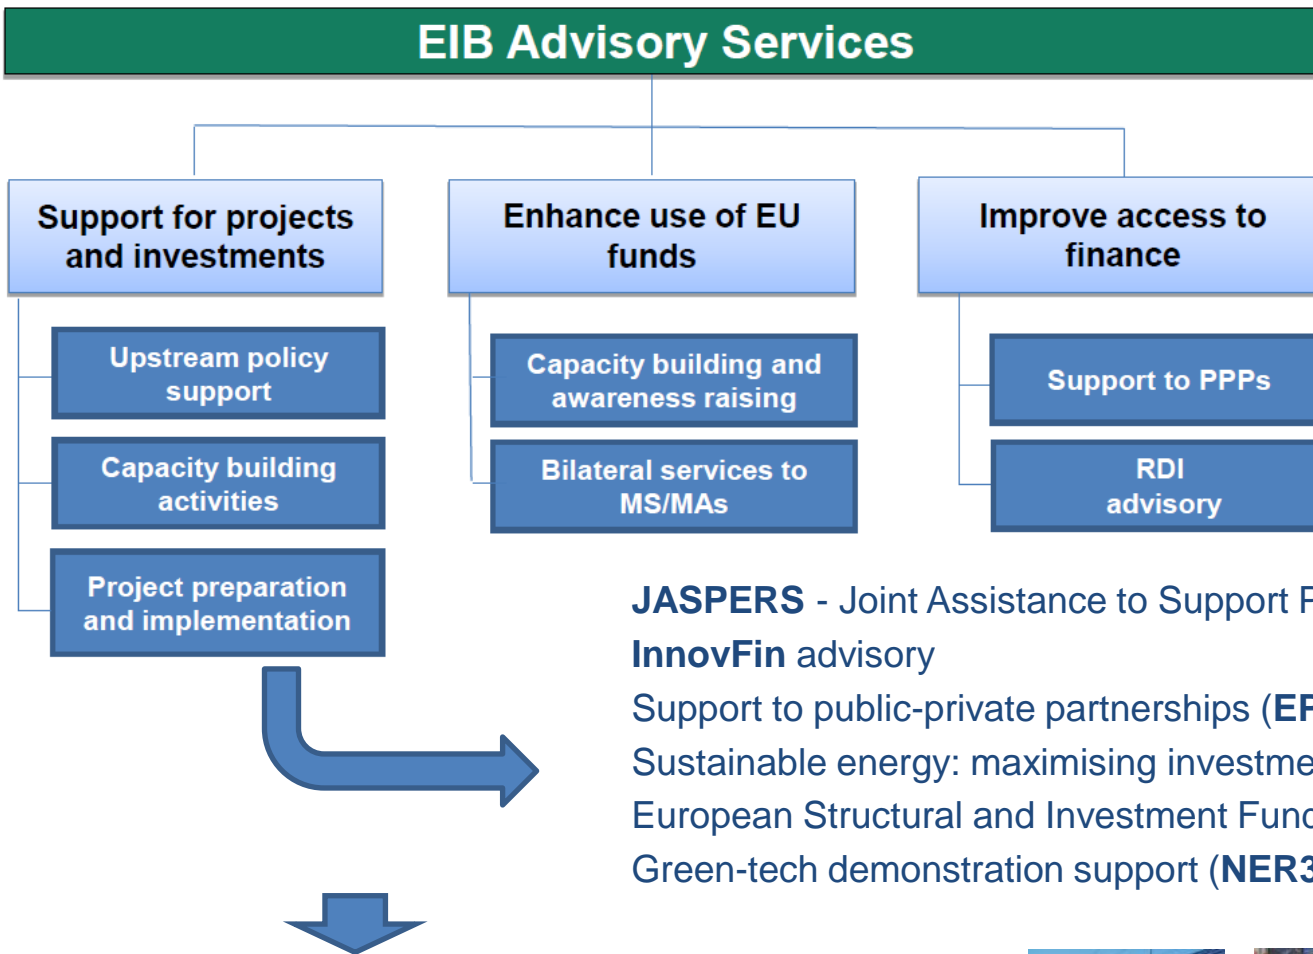 EIB Advisory Services
Support for projects
and investments
Enhance use of EU
funds
Improve access to
finance
Upstream policy
support
Capacity building
activities
Project preparation
and implementation
Capacity building and
awareness raising
Bilateral services to
MS/MAs
Support to PPPs
RDI
advisory
JASPERS - Joint Assistance to Support
InnovFin advisory
Support to public-private partnerships (
Sustainable energy: maximising
European Structural and Investment
Green-tech demonstration support (